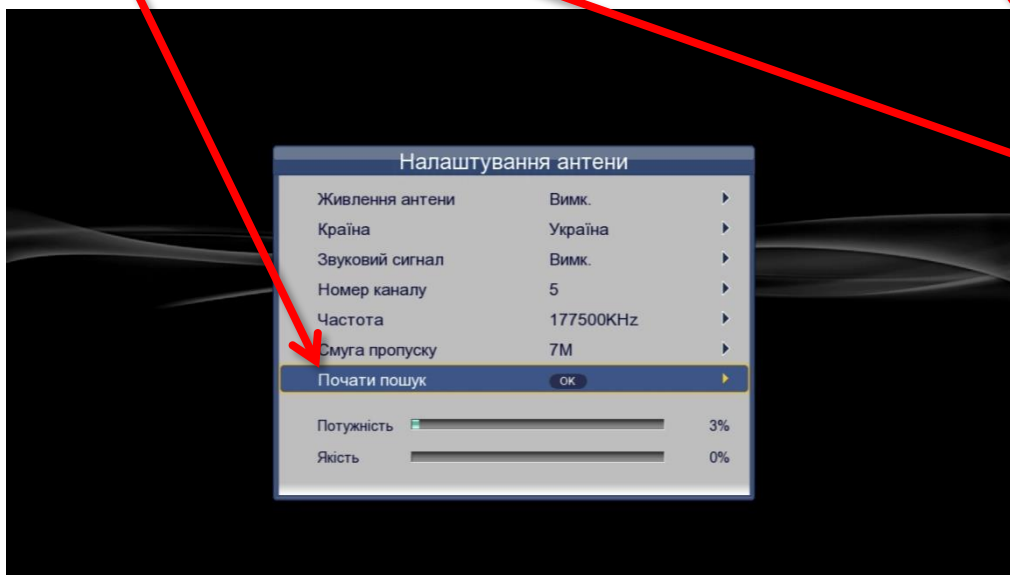 Налаштування антени
Живлення антени Вимк.
Країна Україна
Звуковий сигнал Вимк.
Номер каналу 5
Частота 177500KHz
Смуга пропуску 7M
Почати пошук OK
Потужність 3%
Якість 0%